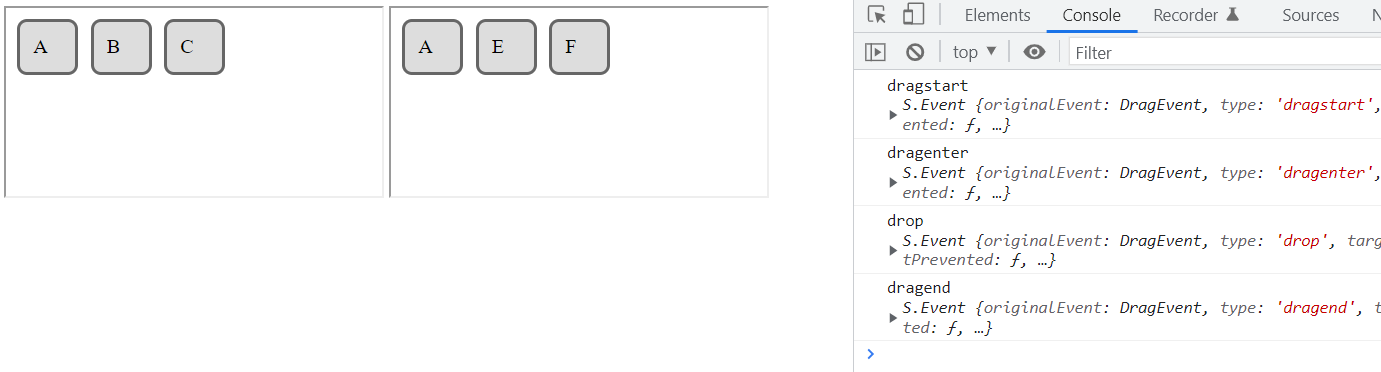 A B C A E F
Elements Console Recorder Sources N
top ▼ Filter
dragstart
S.Event {originalEvent: DragEvent, type: 'dragstart',
ented: ƒ, …}
dragenter
S.Event {originalEvent: DragEvent, type: 'dragenter',
ented: ƒ, …}
drop
S.Event {originalEvent: DragEvent, type: 'drop', targ
tPrevented: ƒ, …}
dragend
S.Event {originalEvent: DragEvent, type: 'dragend', t
ted: ƒ, …}